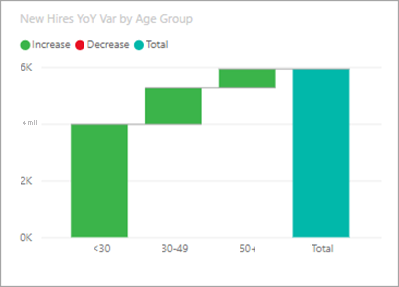 New Hires YoY Var by Age Group
Increase Decrease Total
6K
2K
0K
<30 30-49 50+ Total